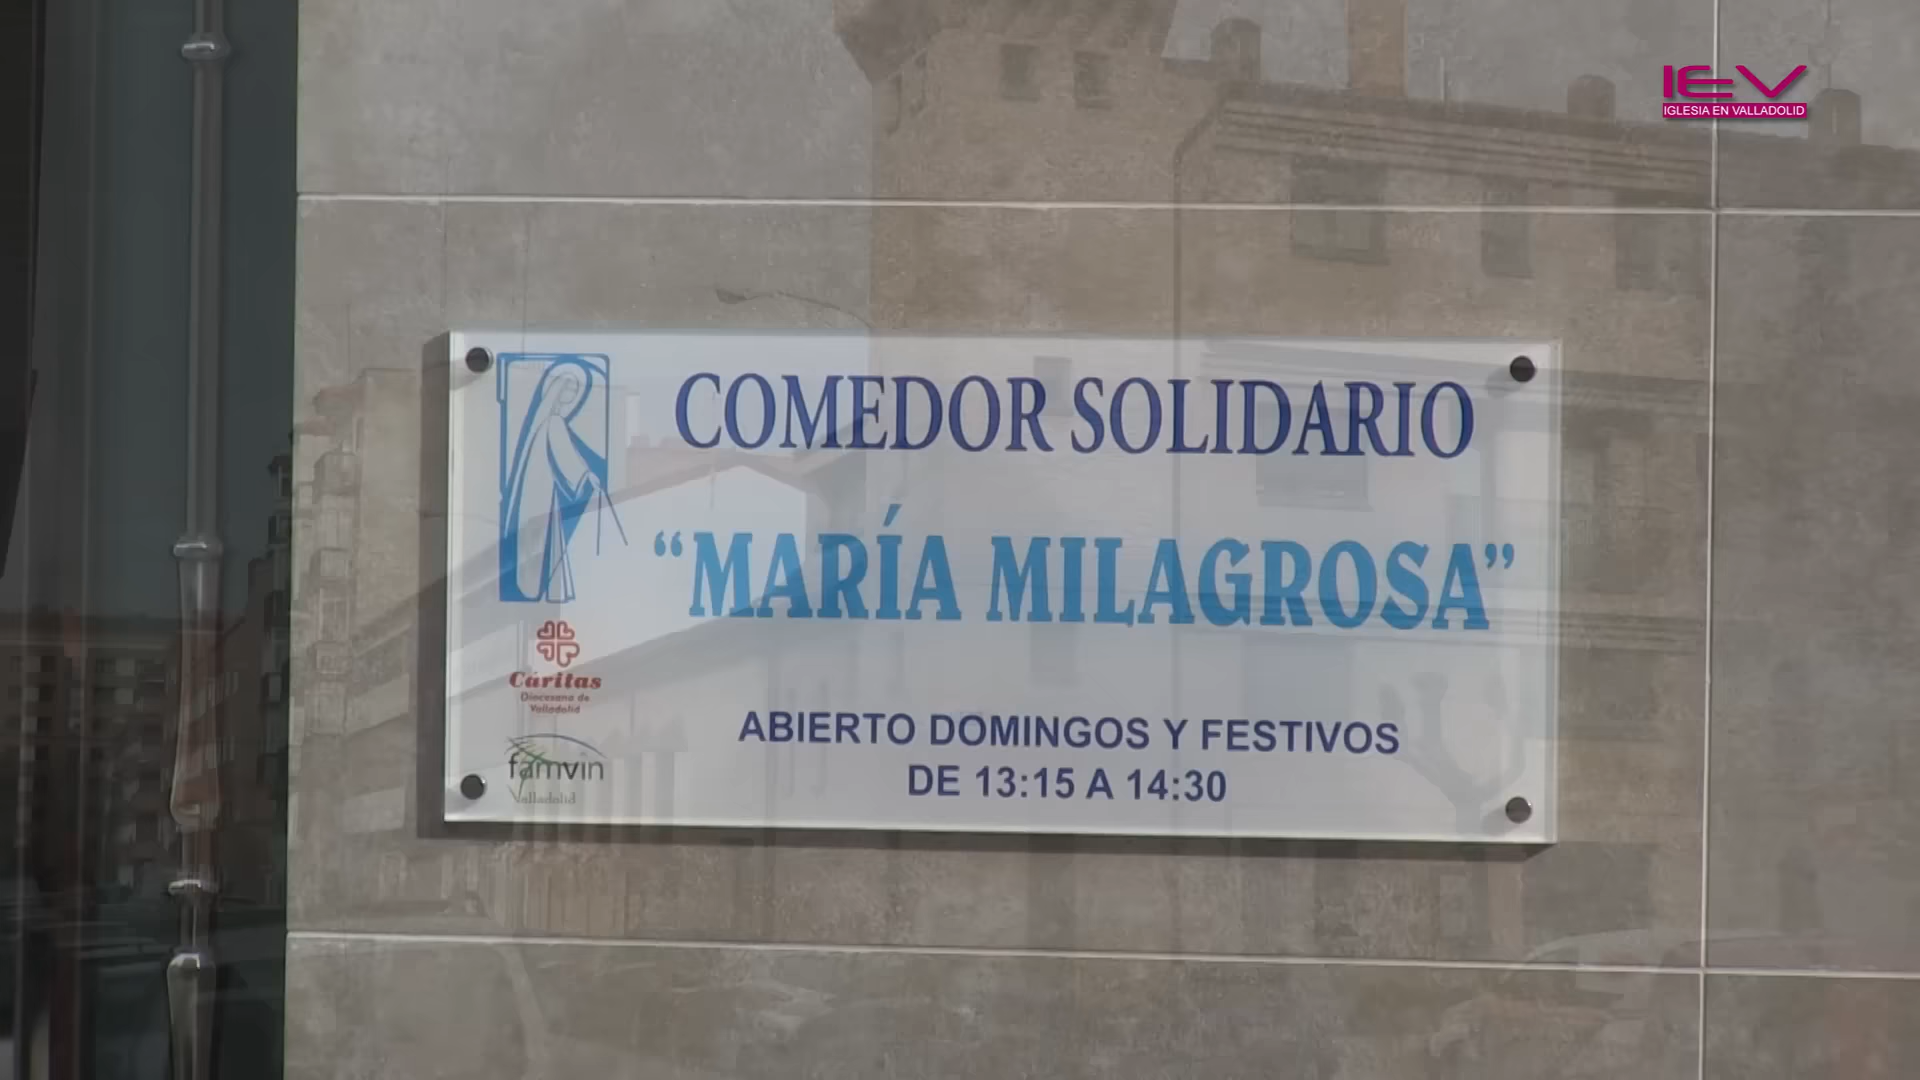 IEV
IGLESIA EN VALLADOLID
COMEDOR SOLIDARIO
“MARÍA MILAGROSA”
Cáritas
Diocesana de
Valladolid
famvin
Valladolid
ABIERTO DOMINGOS Y FESTIVOS
DE 13:15 A 14:30